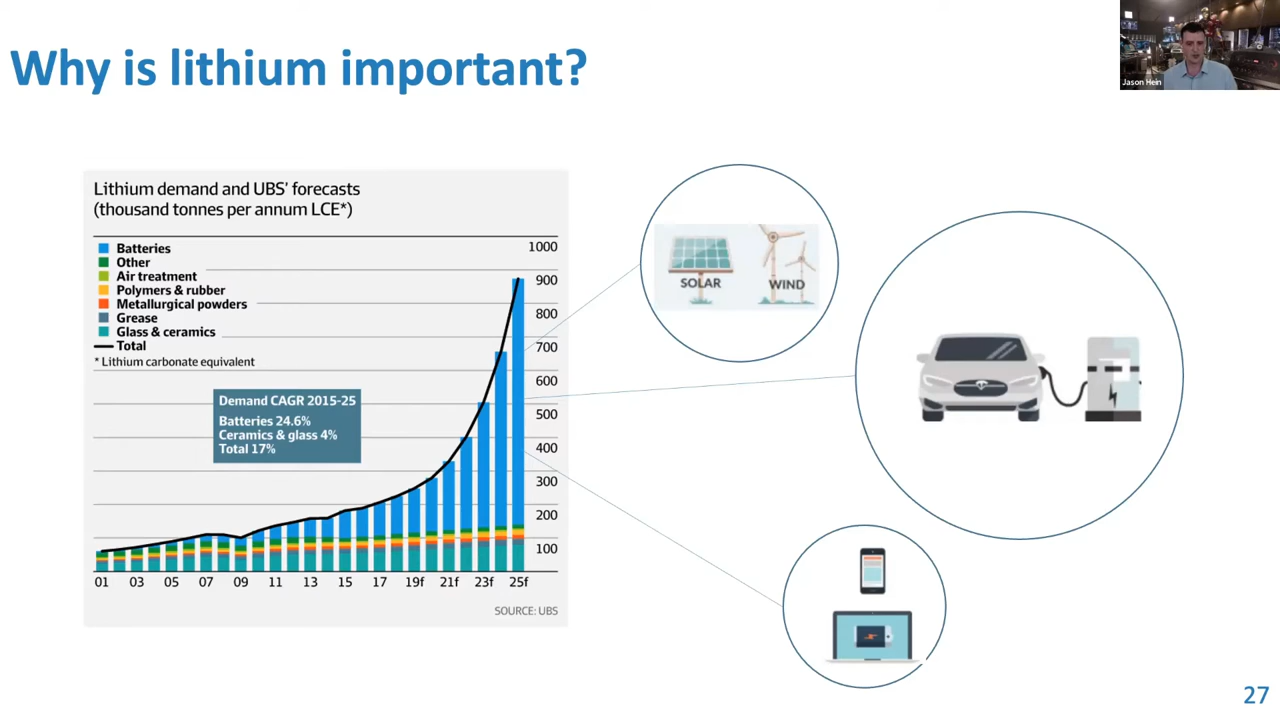 Why is lithium important?
Jason Hein
Lithium demand and UBS’ forecasts
(thousand tonnes per annum LCE*)
Batteries
Other
Air treatment
Polymers & rubber
Metallurgical powders
Grease
Glass & ceramics
Total
* Lithium carbonate equivalent
Demand CAGR 2015-25
Batteries 24.6%
Ceramics & glass 4%
Total 17%
1000
900
800
700
600
500
400
300
200
100
01 03 05 07 09 11 13 15 17 19f 21f 23f 25f
SOURCE: UBS
SOLAR
WIND
27